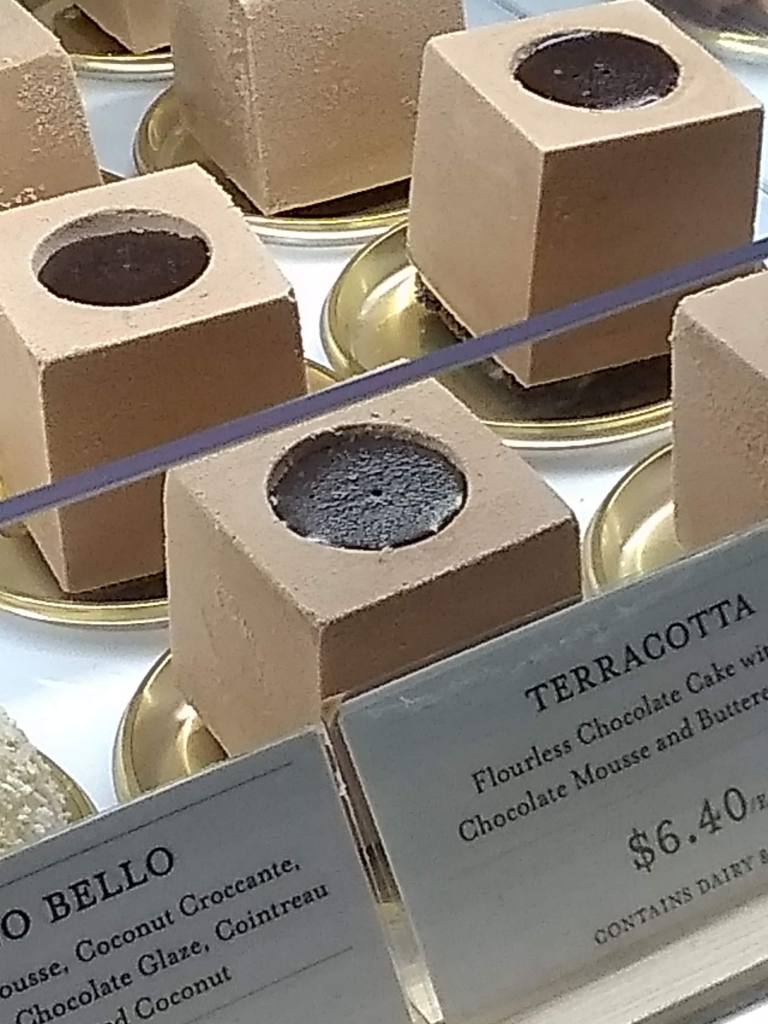 O BELLO
ousse, Coconut Croccante,
Chocolate Glaze, Cointreau
d Coconut
TERRACOTTA
Flourless Chocolate Cake wit
Chocolate Mousse and Buttere
$6.40/E
CONTAINS DAIRY &